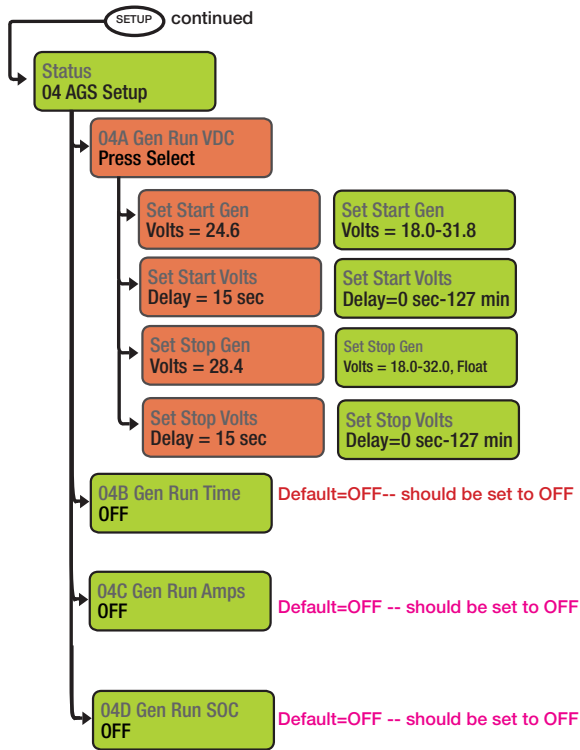 SETUP continued
Status
04 AGS Setup
04A Gen Run VDC
Press Select
Set Start Gen
Volts = 24.6
Set Start Gen
Volts = 18.0-31.8
Set Start Volts
Delay = 15 sec
Set Start Volts
Delay=0 sec-127 min
Set Stop Gen
Volts = 28.4
Set Stop Gen
Volts = 18.0-32.0, Float
Set Stop Volts
Delay = 15 sec
Set Stop Volts
Delay=0 sec-127 min
04B Gen Run Time
OFF
Default=OFF-- should be set to OFF
04C Gen Run Amps
OFF
Default=OFF -- should be set to OFF
04D Gen Run SOC
OFF
Default=OFF -- should be set to OFF